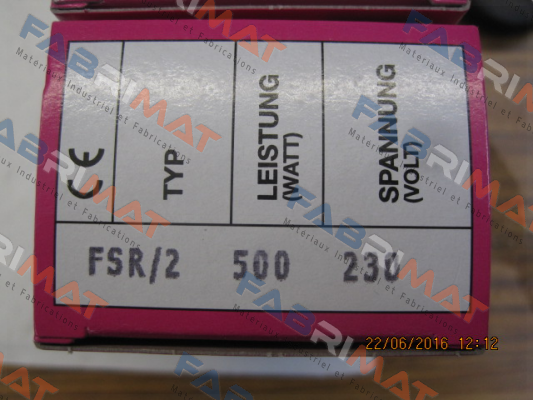 CE
TYP
LEISTUNG
(WATT)
SPANNUNG
(VOLT)
FSR/2 500 230
22/06/2016 12:12
FABRIMAT
Materiaux Industriel et Fabrications